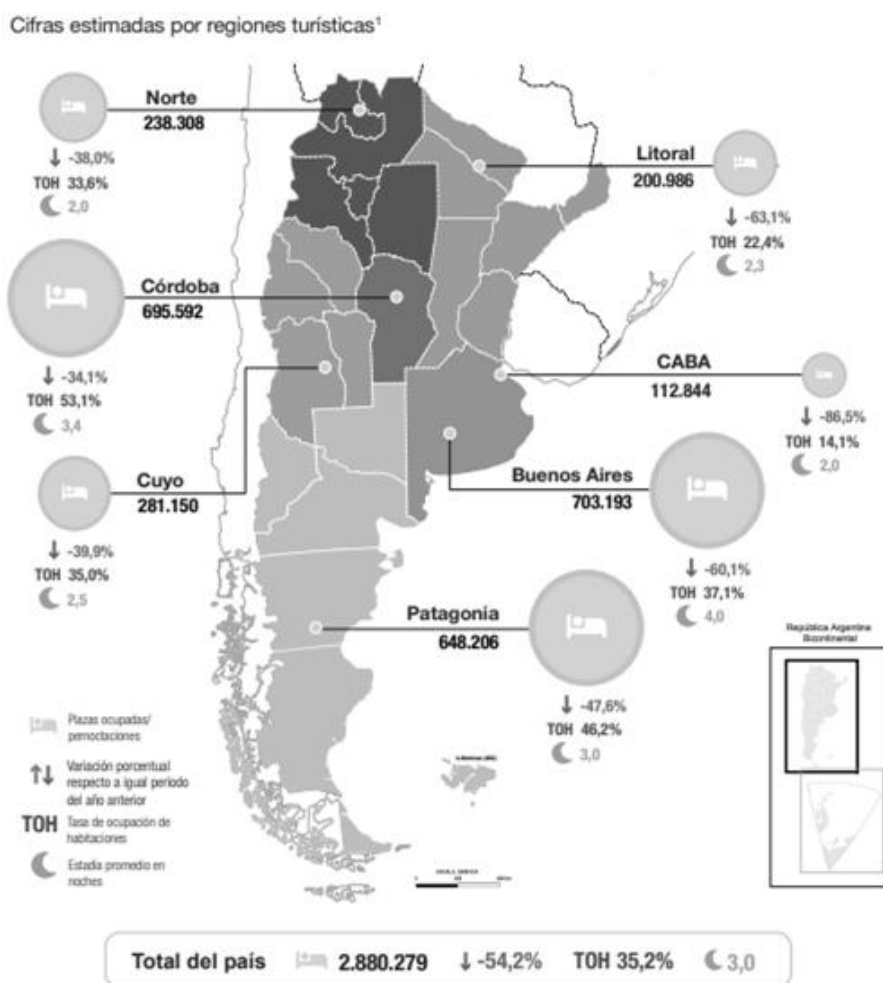 Cifras estimadas por regiones turísticas¹
Norte
238.308
↓ -38,0%
TOH 33,6%
2,0
Litoral
200.986
↓ -63,1%
TOH 22,4%
2,3
Córdoba
695.592
↓ -34,1%
TOH 53,1%
3,4
CABA
112.844
↓ -86,5%
TOH 14,1%
2,0
Cuyo
281.150
↓ -39,9%
TOH 35,0%
2,5
Buenos Aires
703.193
↓ -60,1%
TOH 37,1%
4,0
Patagonia
648.206
↓ -47,6%
TOH 46,2%
3,0
República Argentina
Bicontinental
Plazas ocupadas/
pernoctaciones
↑↓ Variación porcentual
respecto a igual período
del año anterior
TOH Tasa de ocupación de
habitaciones
Estadía promedio en
noches
Total del país 2.880.279 ↓ -54,2% TOH 35,2% 3,0